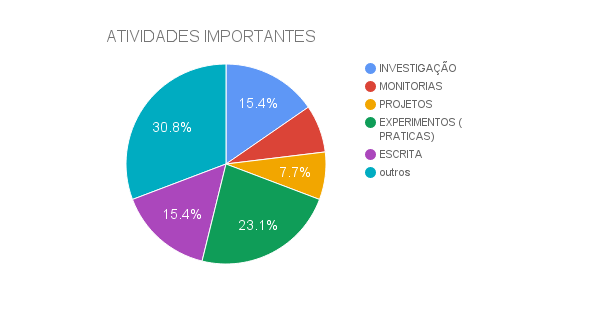 ATIVIDADES IMPORTANTES
INVESTIGAÇÃO
MONITORIAS
PROJETOS
EXPERIMENTOS (
PRATICAS)
ESCRITA
outros
15.4%
30.8%
7.7%
15.4%
23.1%